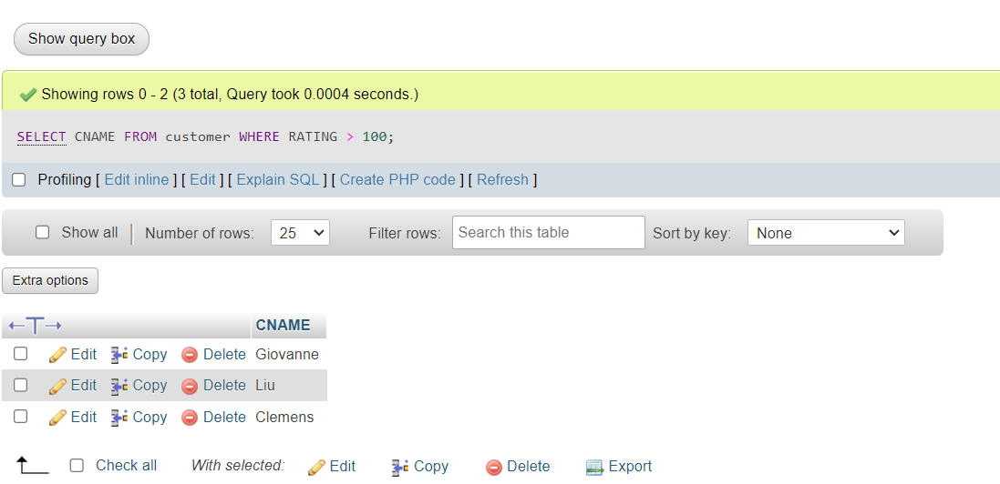 Show query box
Showing rows 0 - 2 (3 total, Query took 0.0004 seconds.)
SELECT CNAME FROM customer WHERE RATING > 100;
Profiling [ Edit inline ] [ Edit ] [ Explain SQL ] [ Create PHP code ] [ Refresh ]
Show all Number of rows: 25 Filter rows: Search this table Sort by key: None
Extra options
←T→ CNAME
Edit Copy Delete Giovanne
Edit Copy Delete Liu
Edit Copy Delete Clemens
Check all With selected: Edit Copy Delete Export